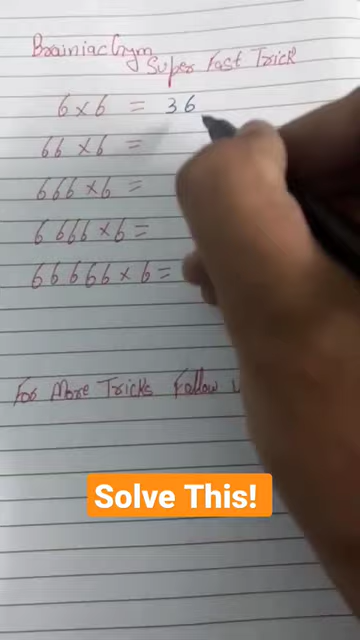 BrainiacGym
Super Fast Trick
6 × 6 = 36
66 × 6 =
666 × 6 =
6666 × 6 =
66666 × 6 =
For More Tricks Follow
Solve This!